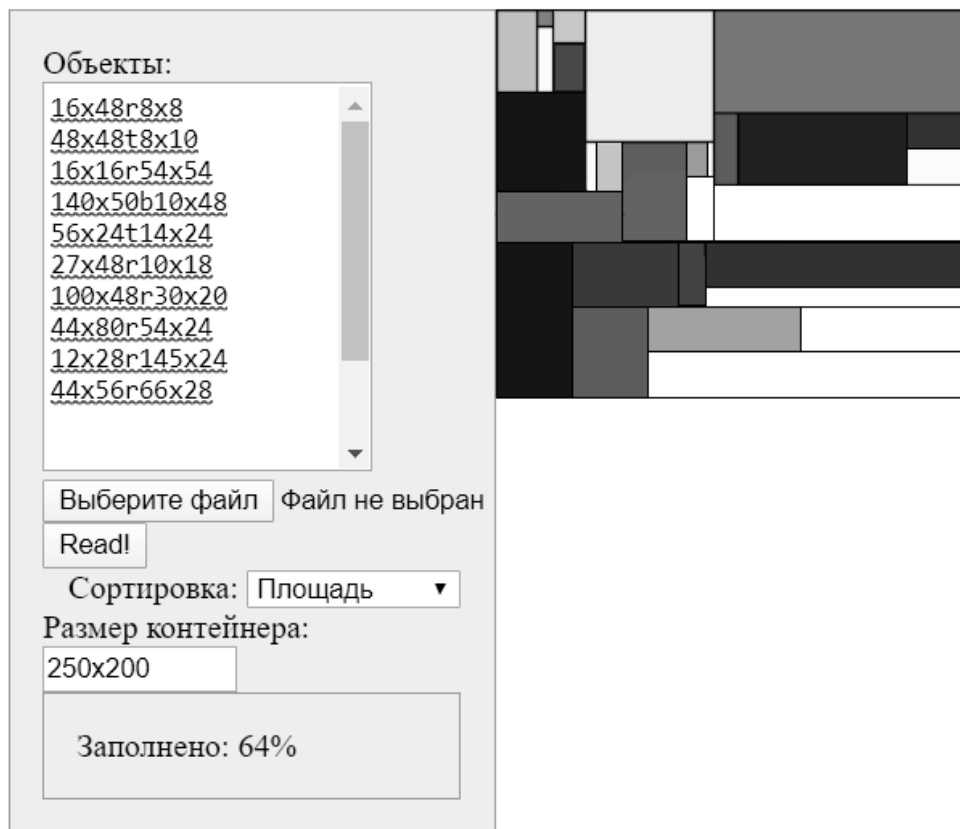 Объекты:
16x48r8x8
48x48t8x10
16x16r54x54
140x50b10x48
56x24t14x24
27x48r10x18
100x48r30x20
44x80r54x24
12x28r145x24
44x56r66x28
Выберите файл Файл не выбран
Read!
Сортировка: Площадь
Размер контейнера:
250x200
Заполнено: 64%